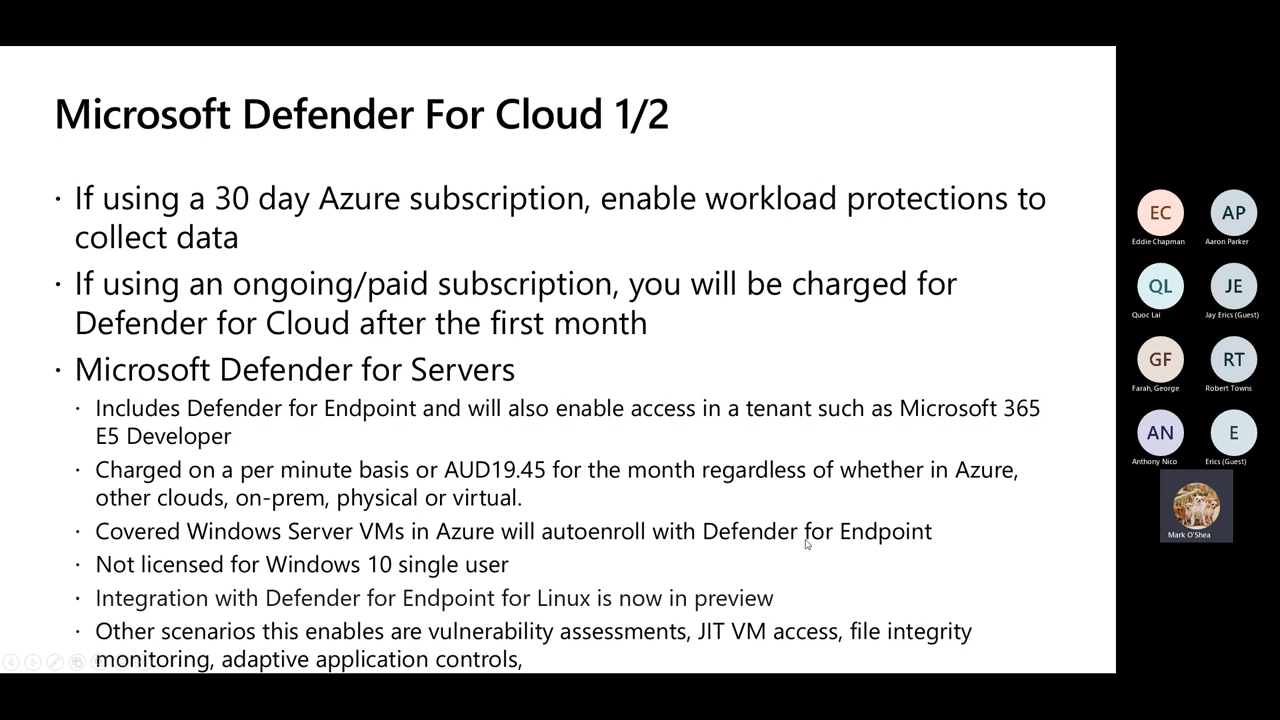 Microsoft Defender For Cloud 1/2
· If using a 30 day Azure subscription, enable workload protections to
collect data
· If using an ongoing/paid subscription, you will be charged for
Defender for Cloud after the first month
· Microsoft Defender for Servers
· Includes Defender for Endpoint and will also enable access in a tenant such as Microsoft 365
E5 Developer
· Charged on a per minute basis or AUD19.45 for the month regardless of whether in Azure,
other clouds, on-prem, physical or virtual.
· Covered Windows Server VMs in Azure will autoenroll with Defender for Endpoint
· Not licensed for Windows 10 single user
· Integration with Defender for Endpoint for Linux is now in preview
· Other scenarios this enables are vulnerability assessments, JIT VM access, file integrity
monitoring, adaptive application controls,
EC AP
Eddie Chapman Aaron Parker
QL JE
Quoc Lai Jay Erics (Guest)
GF RT
Farah, George Robert Towns
AN E
Anthony Nico Erics (Guest)
Mark O'Shea